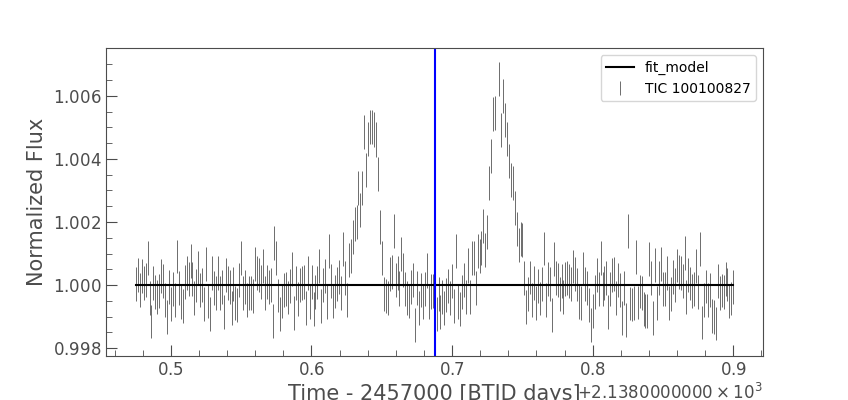 fit_model
TIC 100100827
Normalized Flux
1.006
1.004
1.002
1.000
0.998
0.5 0.6 0.7 0.8 0.9
Time - 2457000 [BTJD days]
+2.1380000000 × 10³